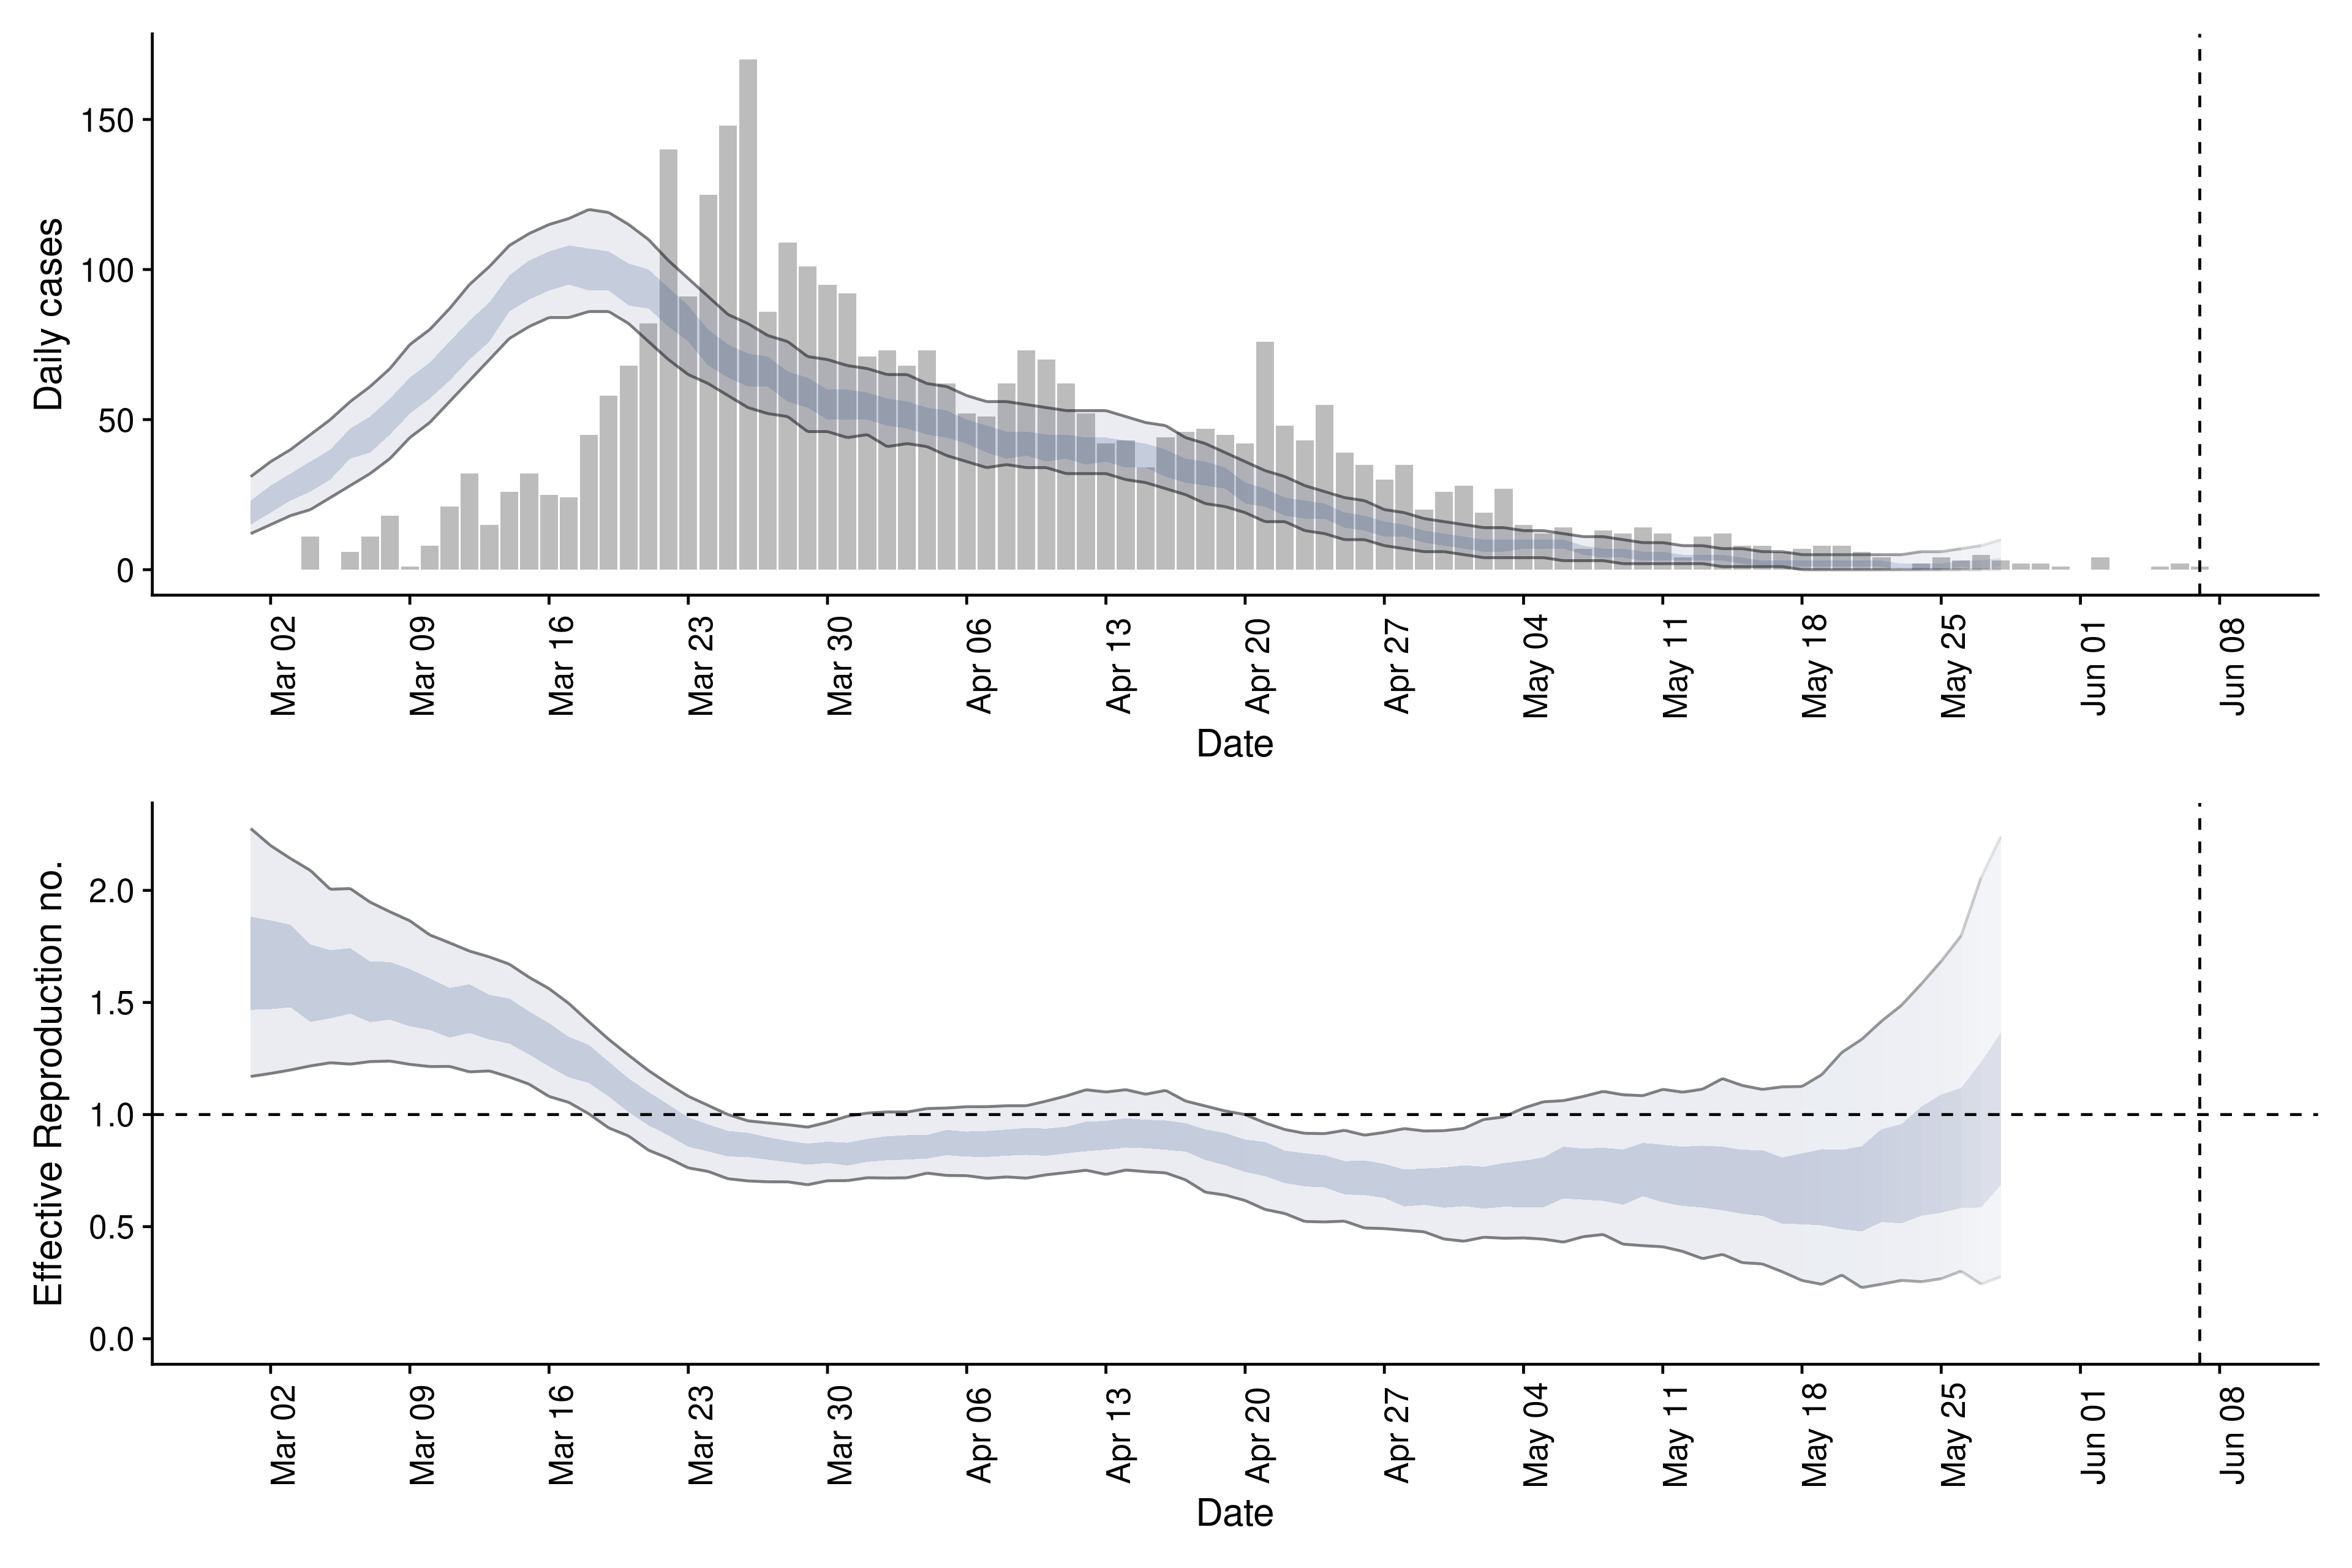 Daily cases
150
100
50
0
Mar 02
Mar 09
Mar 16
Mar 23
Mar 30
Apr 06
Apr 13
Apr 20
Apr 27
May 04
May 11
May 18
May 25
Jun 01
Jun 08
Date
Effective Reproduction no.
2.0
1.5
1.0
0.5
0.0
Mar 02
Mar 09
Mar 16
Mar 23
Mar 30
Apr 06
Apr 13
Apr 20
Apr 27
May 04
May 11
May 18
May 25
Jun 01
Jun 08
Date